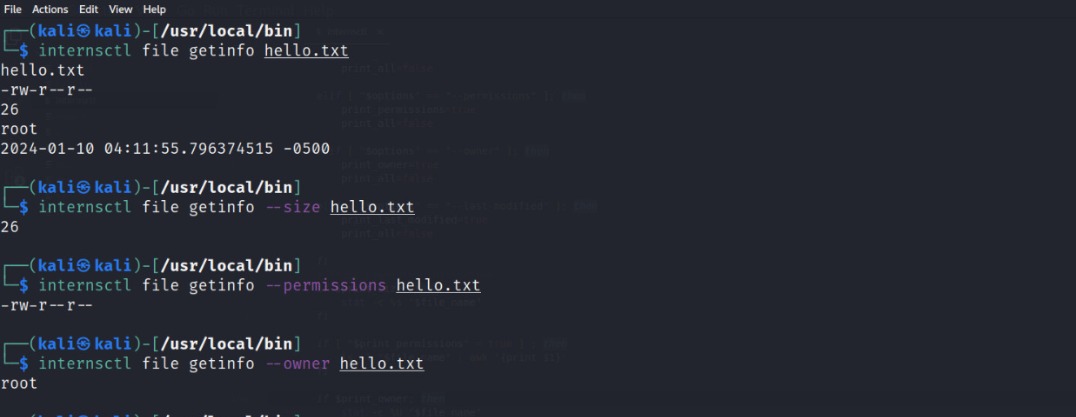 File Actions Edit View Help
┌──(kali㉿kali)-[/usr/local/bin]
└─$ internsctl file getinfo hello.txt
hello.txt
-rw-r--r--
26
root
2024-01-10 04:11:55.796374515 -0500
┌──(kali㉿kali)-[/usr/local/bin]
└─$ internsctl file getinfo --size hello.txt
26
┌──(kali㉿kali)-[/usr/local/bin]
└─$ internsctl file getinfo --permissions hello.txt
-rw-r--r--
┌──(kali㉿kali)-[/usr/local/bin]
└─$ internsctl file getinfo --owner hello.txt
root